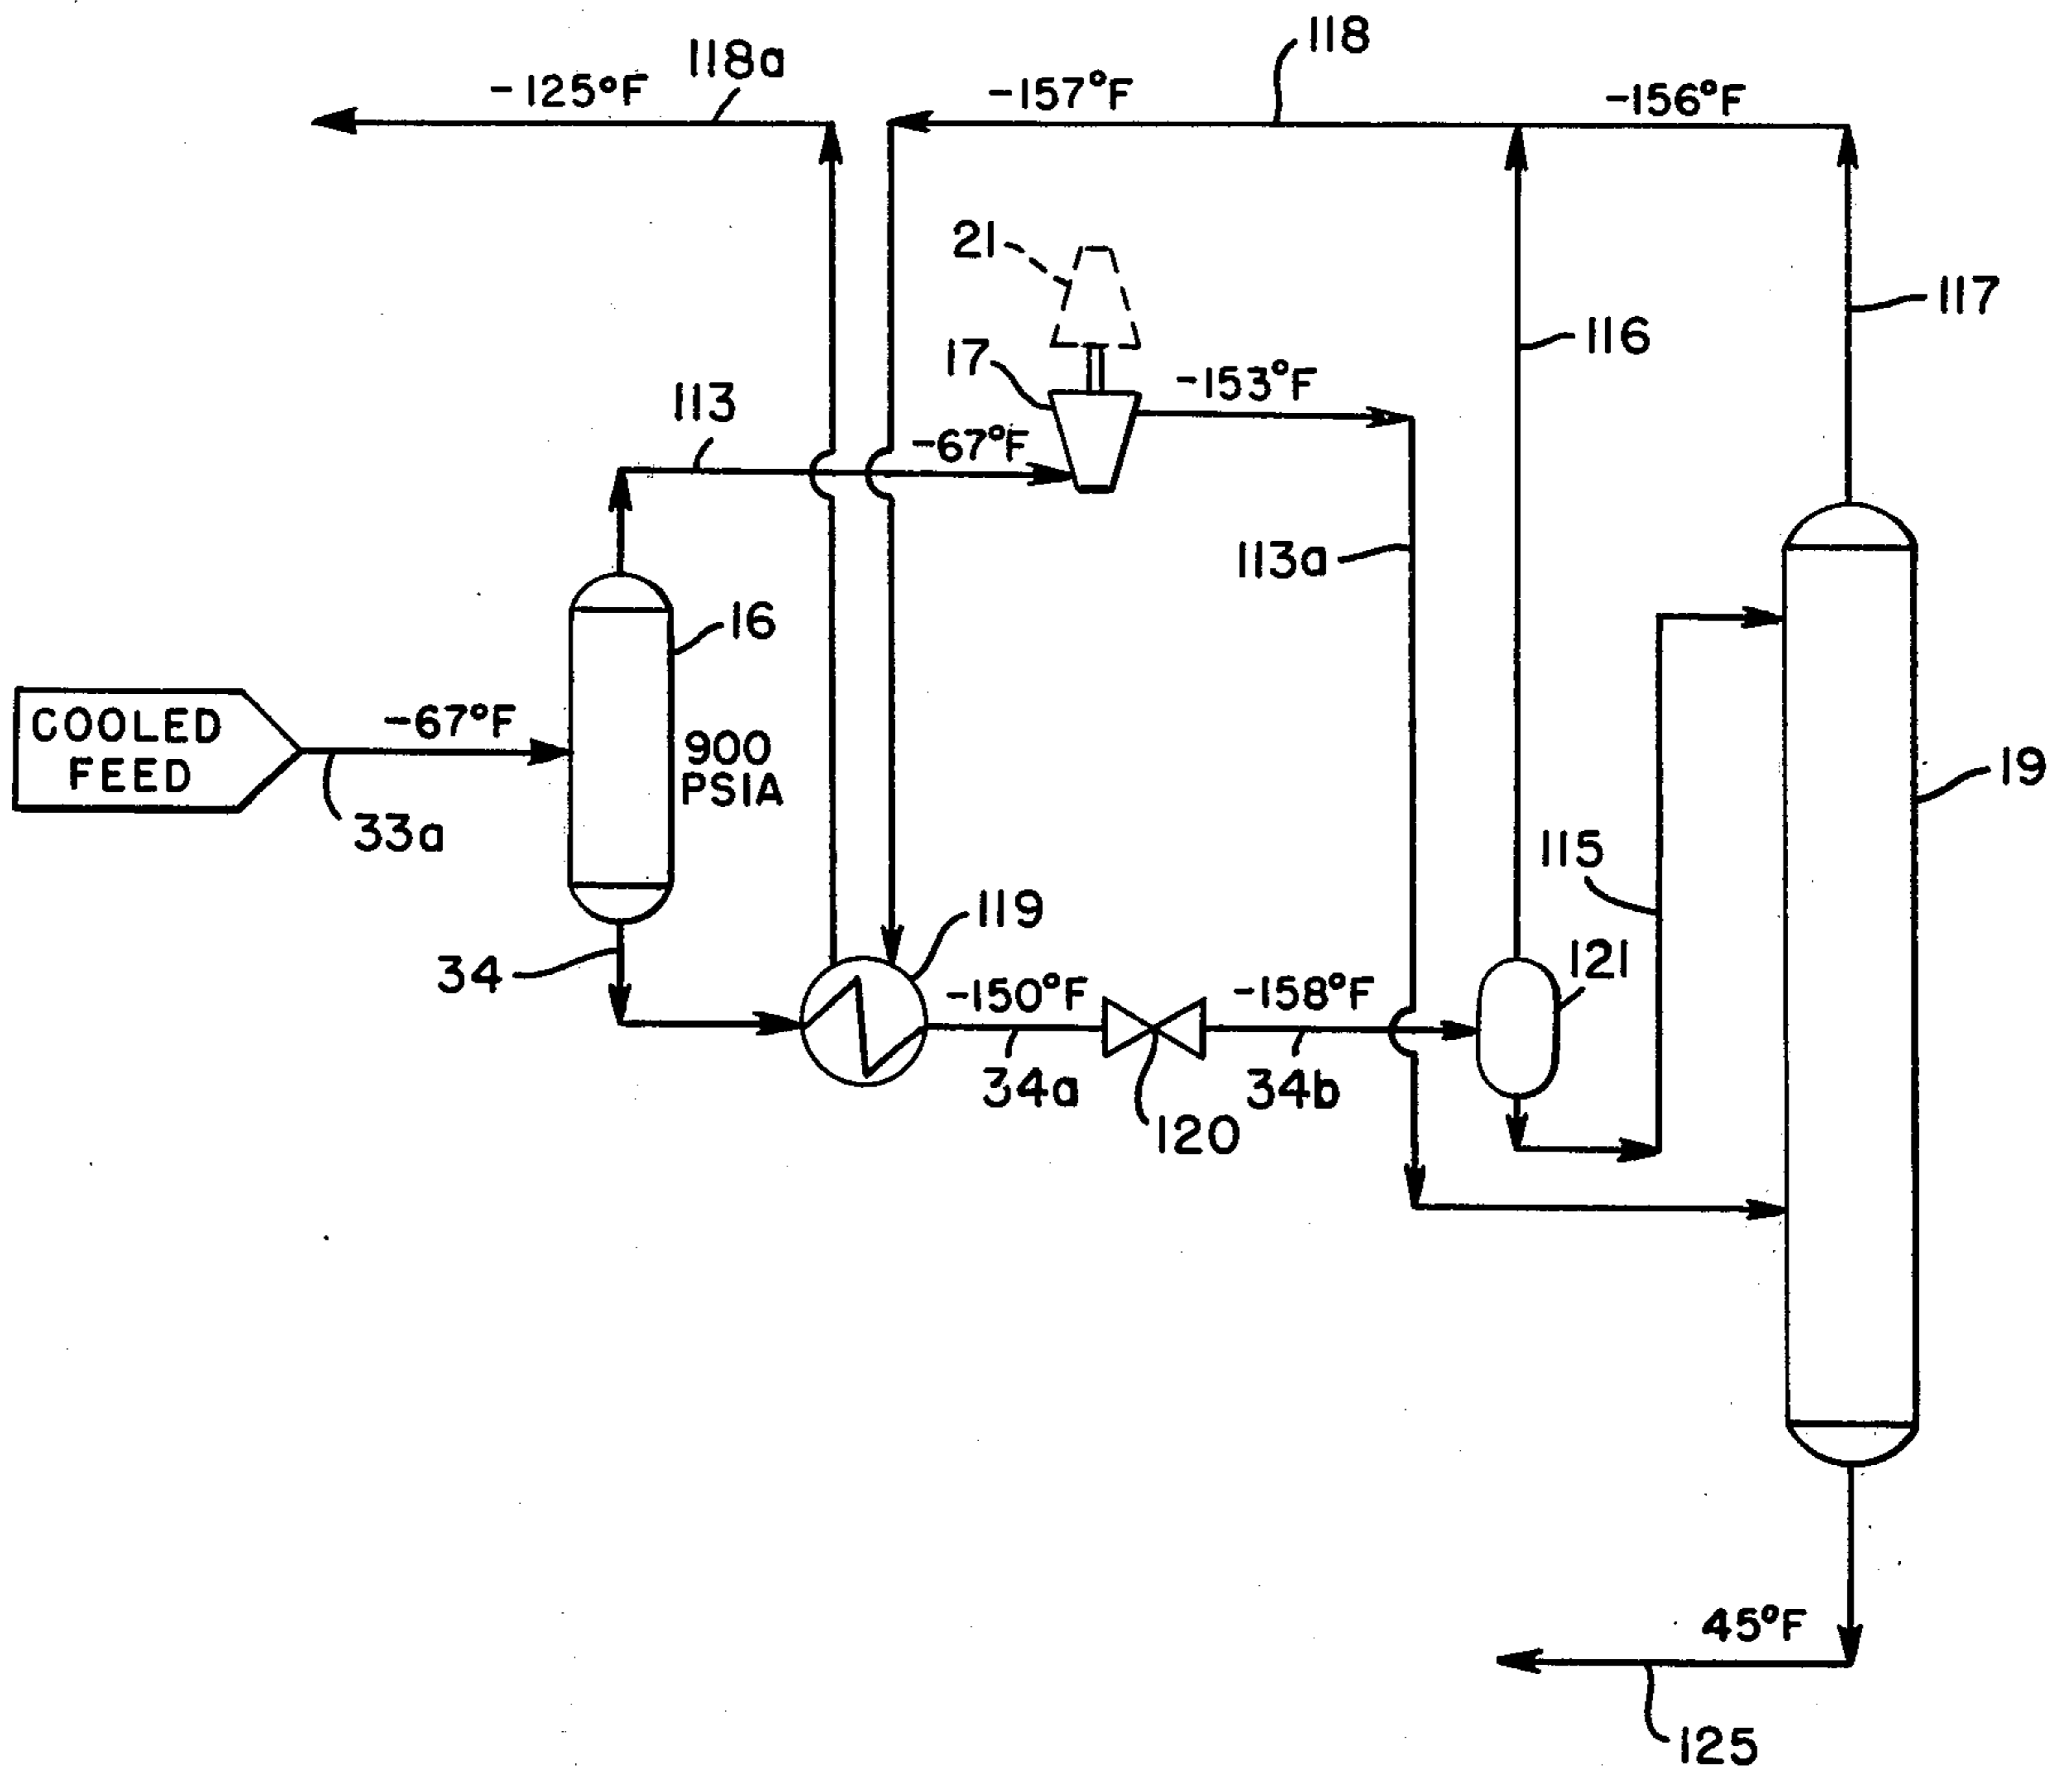 118
118a
-125°F
-157°F
-156°F
21
117
116
17
-153°F
113
-67°F
113a
16
COOLED
FEED
-67°F
900
PSIA
33a
19
115
119
121
34
-150°F
-158°F
34a
34b
120
45°F
125